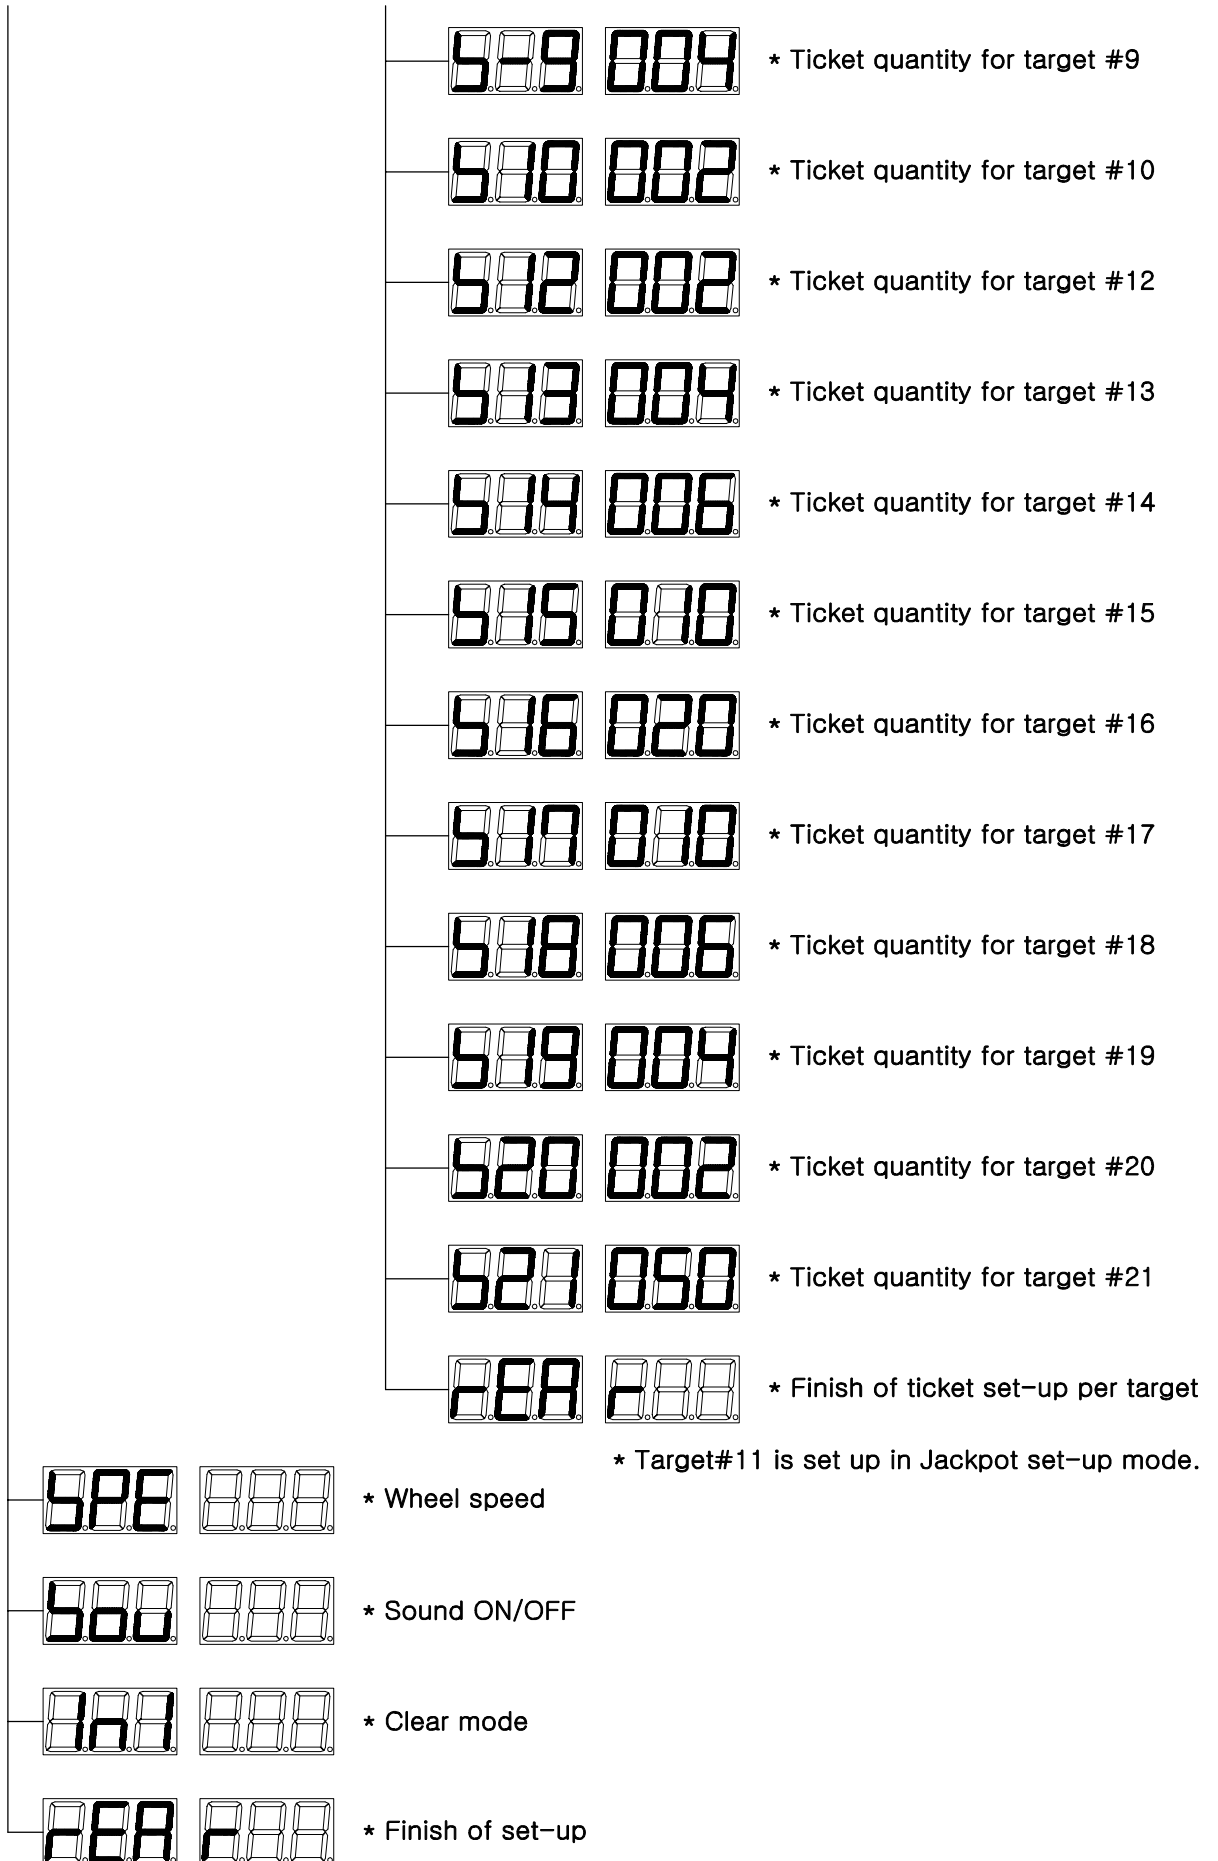 S-9 004 * Ticket quantity for target #9
S10 002 * Ticket quantity for target #10
S12 002 * Ticket quantity for target #12
S13 004 * Ticket quantity for target #13
S14 006 * Ticket quantity for target #14
S15 010 * Ticket quantity for target #15
S16 020 * Ticket quantity for target #16
S17 010 * Ticket quantity for target #17
S18 006 * Ticket quantity for target #18
S19 004 * Ticket quantity for target #19
S20 002 * Ticket quantity for target #20
S21 050 * Ticket quantity for target #21
rEA r * Finish of ticket set-up per target
* Target#11 is set up in Jackpot set-up mode.
SPE * Wheel speed
Sou * Sound ON/OFF
InI * Clear mode
rEA r * Finish of set-up